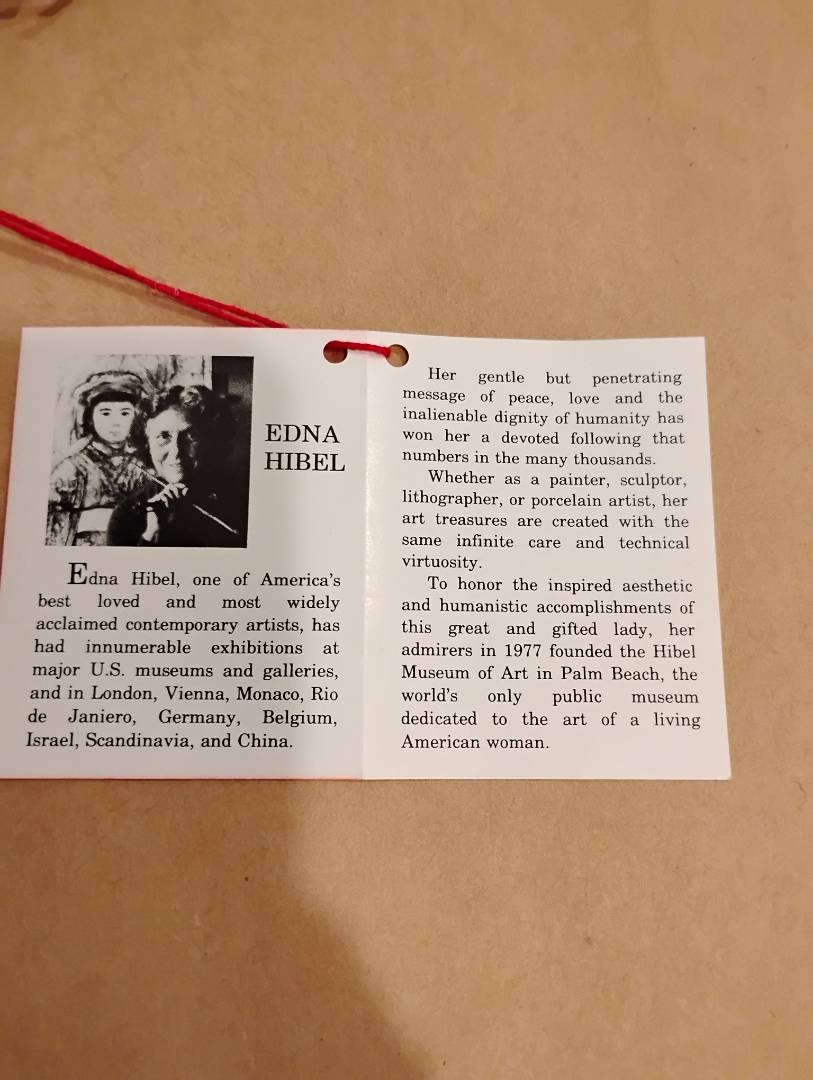 EDNA
HIBEL
Edna Hibel, one of America's
best loved and most widely
acclaimed contemporary artists, has
had innumerable exhibitions at
major U.S. museums and galleries,
and in London, Vienna, Monaco, Rio
de Janiero, Germany, Belgium,
Israel, Scandinavia, and China.
Her gentle but penetrating
message of peace, love and the
inalienable dignity of humanity has
won her a devoted following that
numbers in the many thousands.
Whether as a painter, sculptor,
lithographer, or porcelain artist, her
art treasures are created with the
same infinite care and technical
virtuosity.
To honor the inspired aesthetic
and humanistic accomplishments of
this great and gifted lady, her
admirers in 1977 founded the Hibel
Museum of Art in Palm Beach, the
world's only public museum
dedicated to the art of a living
American woman.